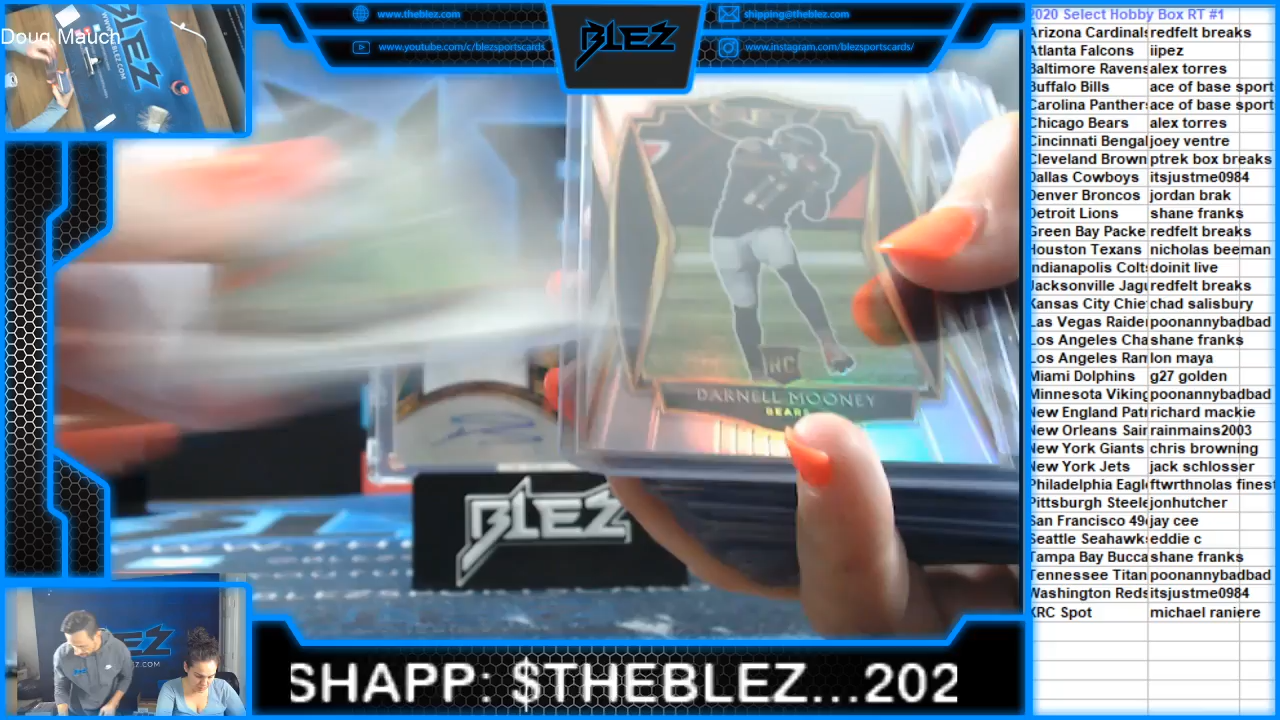 Doug Mauch
www.theblez.com
shipping@theblez.com
www.youtube.com/c/blezsportscards
www.instagram.com/blezsportscards/
BLEZ
BLEZ
BLEZ
.COM
DARNELL MOONEY
BEARS
RC
BLEZ
SHAPP: $THEBLEZ...202
2020 Select Hobby Box RT #1
Arizona Cardinals redfelt breaks
Atlanta Falcons iipez
Baltimore Ravens alex torres
Buffalo Bills ace of base sport
Carolina Panthers ace of base sport
Chicago Bears alex torres
Cincinnati Bengal joey ventre
Cleveland Brown ptrek box breaks
Dallas Cowboys itsjustme0984
Denver Broncos jordan brak
Detroit Lions shane franks
Green Bay Packe redfelt breaks
Houston Texans nicholas beeman
Indianapolis Colts doinit live
Jacksonville Jagu redfelt breaks
Kansas City Chie chad salisbury
Las Vegas Raider poonannybadbad
Los Angeles Cha shane franks
Los Angeles Ram lon maya
Miami Dolphins g27 golden
Minnesota Viking poonannybadbad
New England Patr richard mackie
New Orleans Sain rainmains2003
New York Giants chris browning
New York Jets jack schlosser
Philadelphia Eagle ftwrthnolas finest
Pittsburgh Steele jonhutcher
San Francisco 49 jay cee
Seattle Seahawks eddie c
Tampa Bay Bucca shane franks
Tennessee Titan poonannybadbad
Washington Reds itsjustme0984
XRC Spot michael raniere